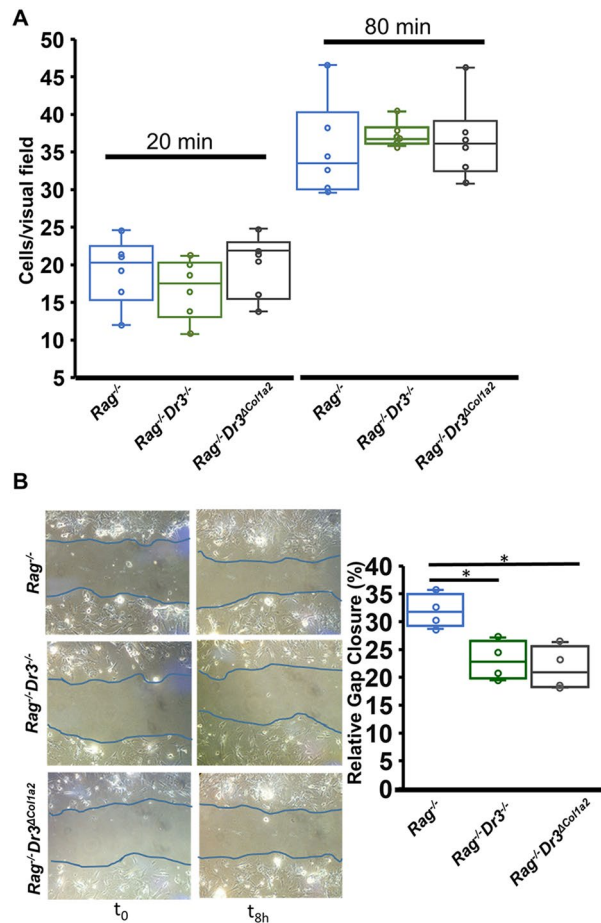 A
Cells/visual field
50
45
40
35
30
25
20
15
10
5
20 min
80 min
Rag-/-
Rag-/-Dr3-/-
Rag-/-Dr3ΔCol1a2
Rag-/-
Rag-/-Dr3-/-
Rag-/-Dr3ΔCol1a2
B
Rag-/-
Rag-/-Dr3-/-
Rag-/-Dr3ΔCol1a2
t0
t8h
Relative Gap Closure (%)
40
35
30
25
20
15
10
5
0
*
*
Rag-/-
Rag-/-Dr3-/-
Rag-/-Dr3ΔCol1a2